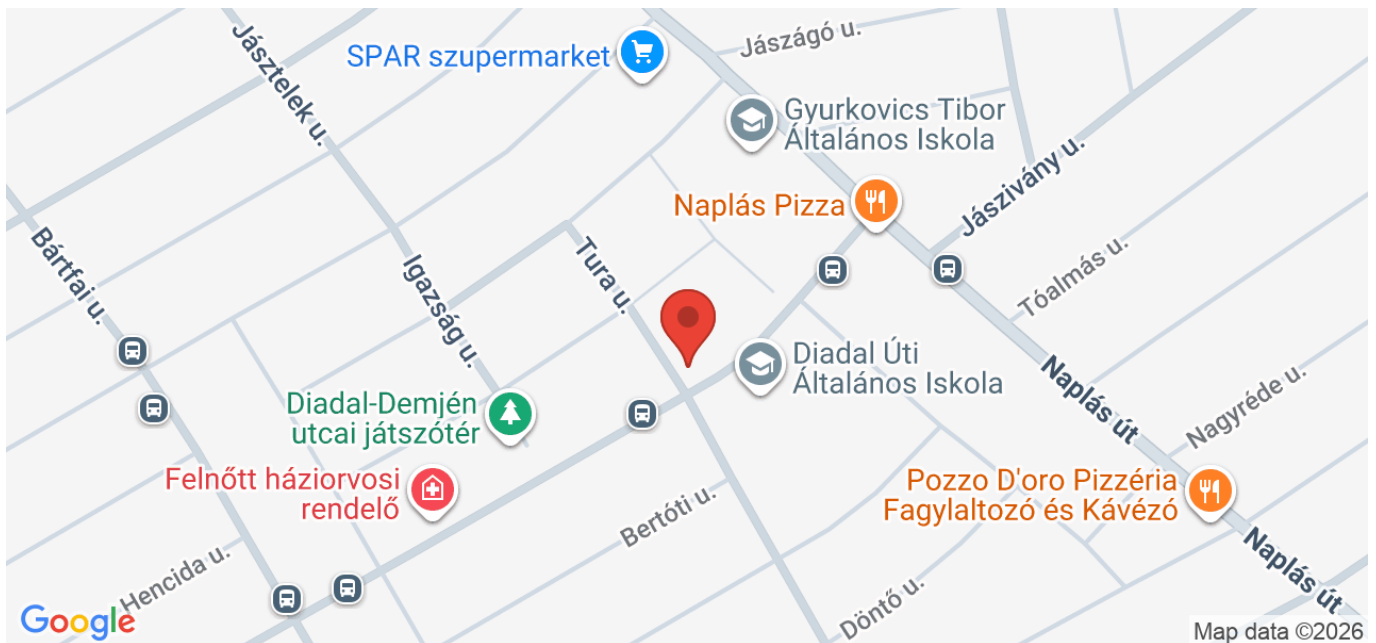 Jásztelek u.
SPAR szupermarket
Jászágó u.
Gyurkovics Tibor
Általános Iskola
Jászivány u.
Naplás Pizza
Bártfai u.
Igazság u.
Tura u.
Tóalmás u.
Diadal Úti
Általános Iskola
Naplás út
Nagyréde u.
Diadal-Demjén
utcai játszótér
Felnőtt háziorvosi
rendelő
Bertóti u.
Pozzo D'oro Pizzéria
Fagylaltozó és Kávézó
Naplás út
Hencida u.
Döntő u.
Google
Map data ©2026